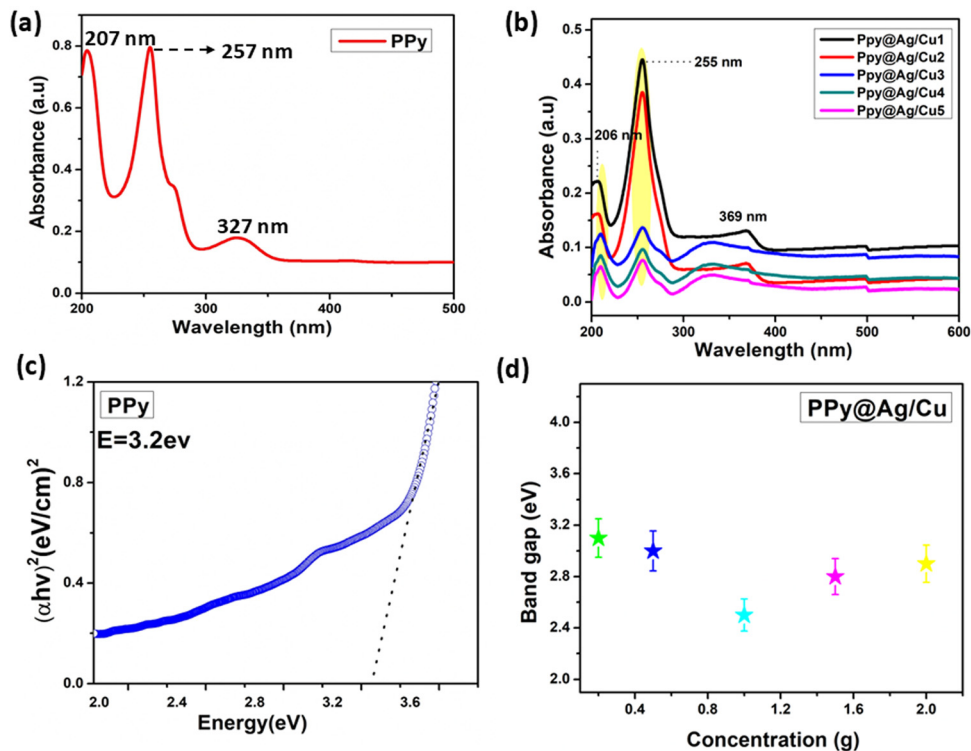 (a)
207 nm
257 nm
PPy
327 nm
0.8
0.6
0.4
0.2
0.0
Absorbance (a.u)
200
300
400
500
Wavelength (nm)
(b)
Ppy@Ag/Cu1
Ppy@Ag/Cu2
Ppy@Ag/Cu3
Ppy@Ag/Cu4
Ppy@Ag/Cu5
255 nm
206 nm
369 nm
0.5
0.4
0.3
0.2
0.1
0.0
Absorbance (a.u)
200
300
400
500
600
Wavelength (nm)
(c)
PPy
E=3.2ev
1.2
0.8
0.4
0.0
(αhν)²(eV/cm)²
2.0
2.4
2.8
3.2
3.6
Energy(eV)
(d)
PPy@Ag/Cu
4.0
3.6
3.2
2.8
2.4
2.0
Band gap (eV)
0.4
0.8
1.2
1.6
2.0
Concentration (g)